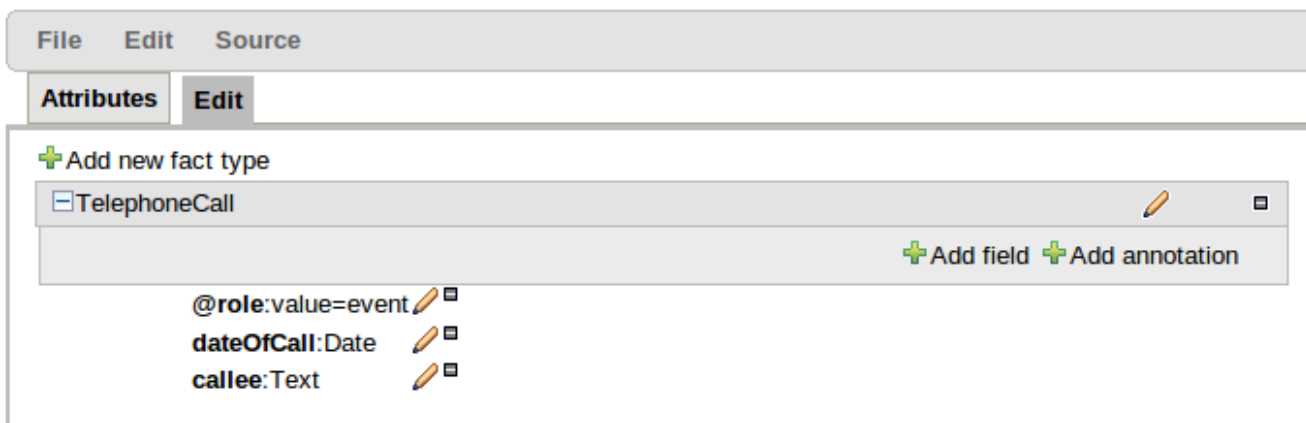 File Edit Source
Attributes Edit
Add new fact type
TelephoneCall
Add field Add annotation
@role:value=event
dateOfCall:Date
callee:Text